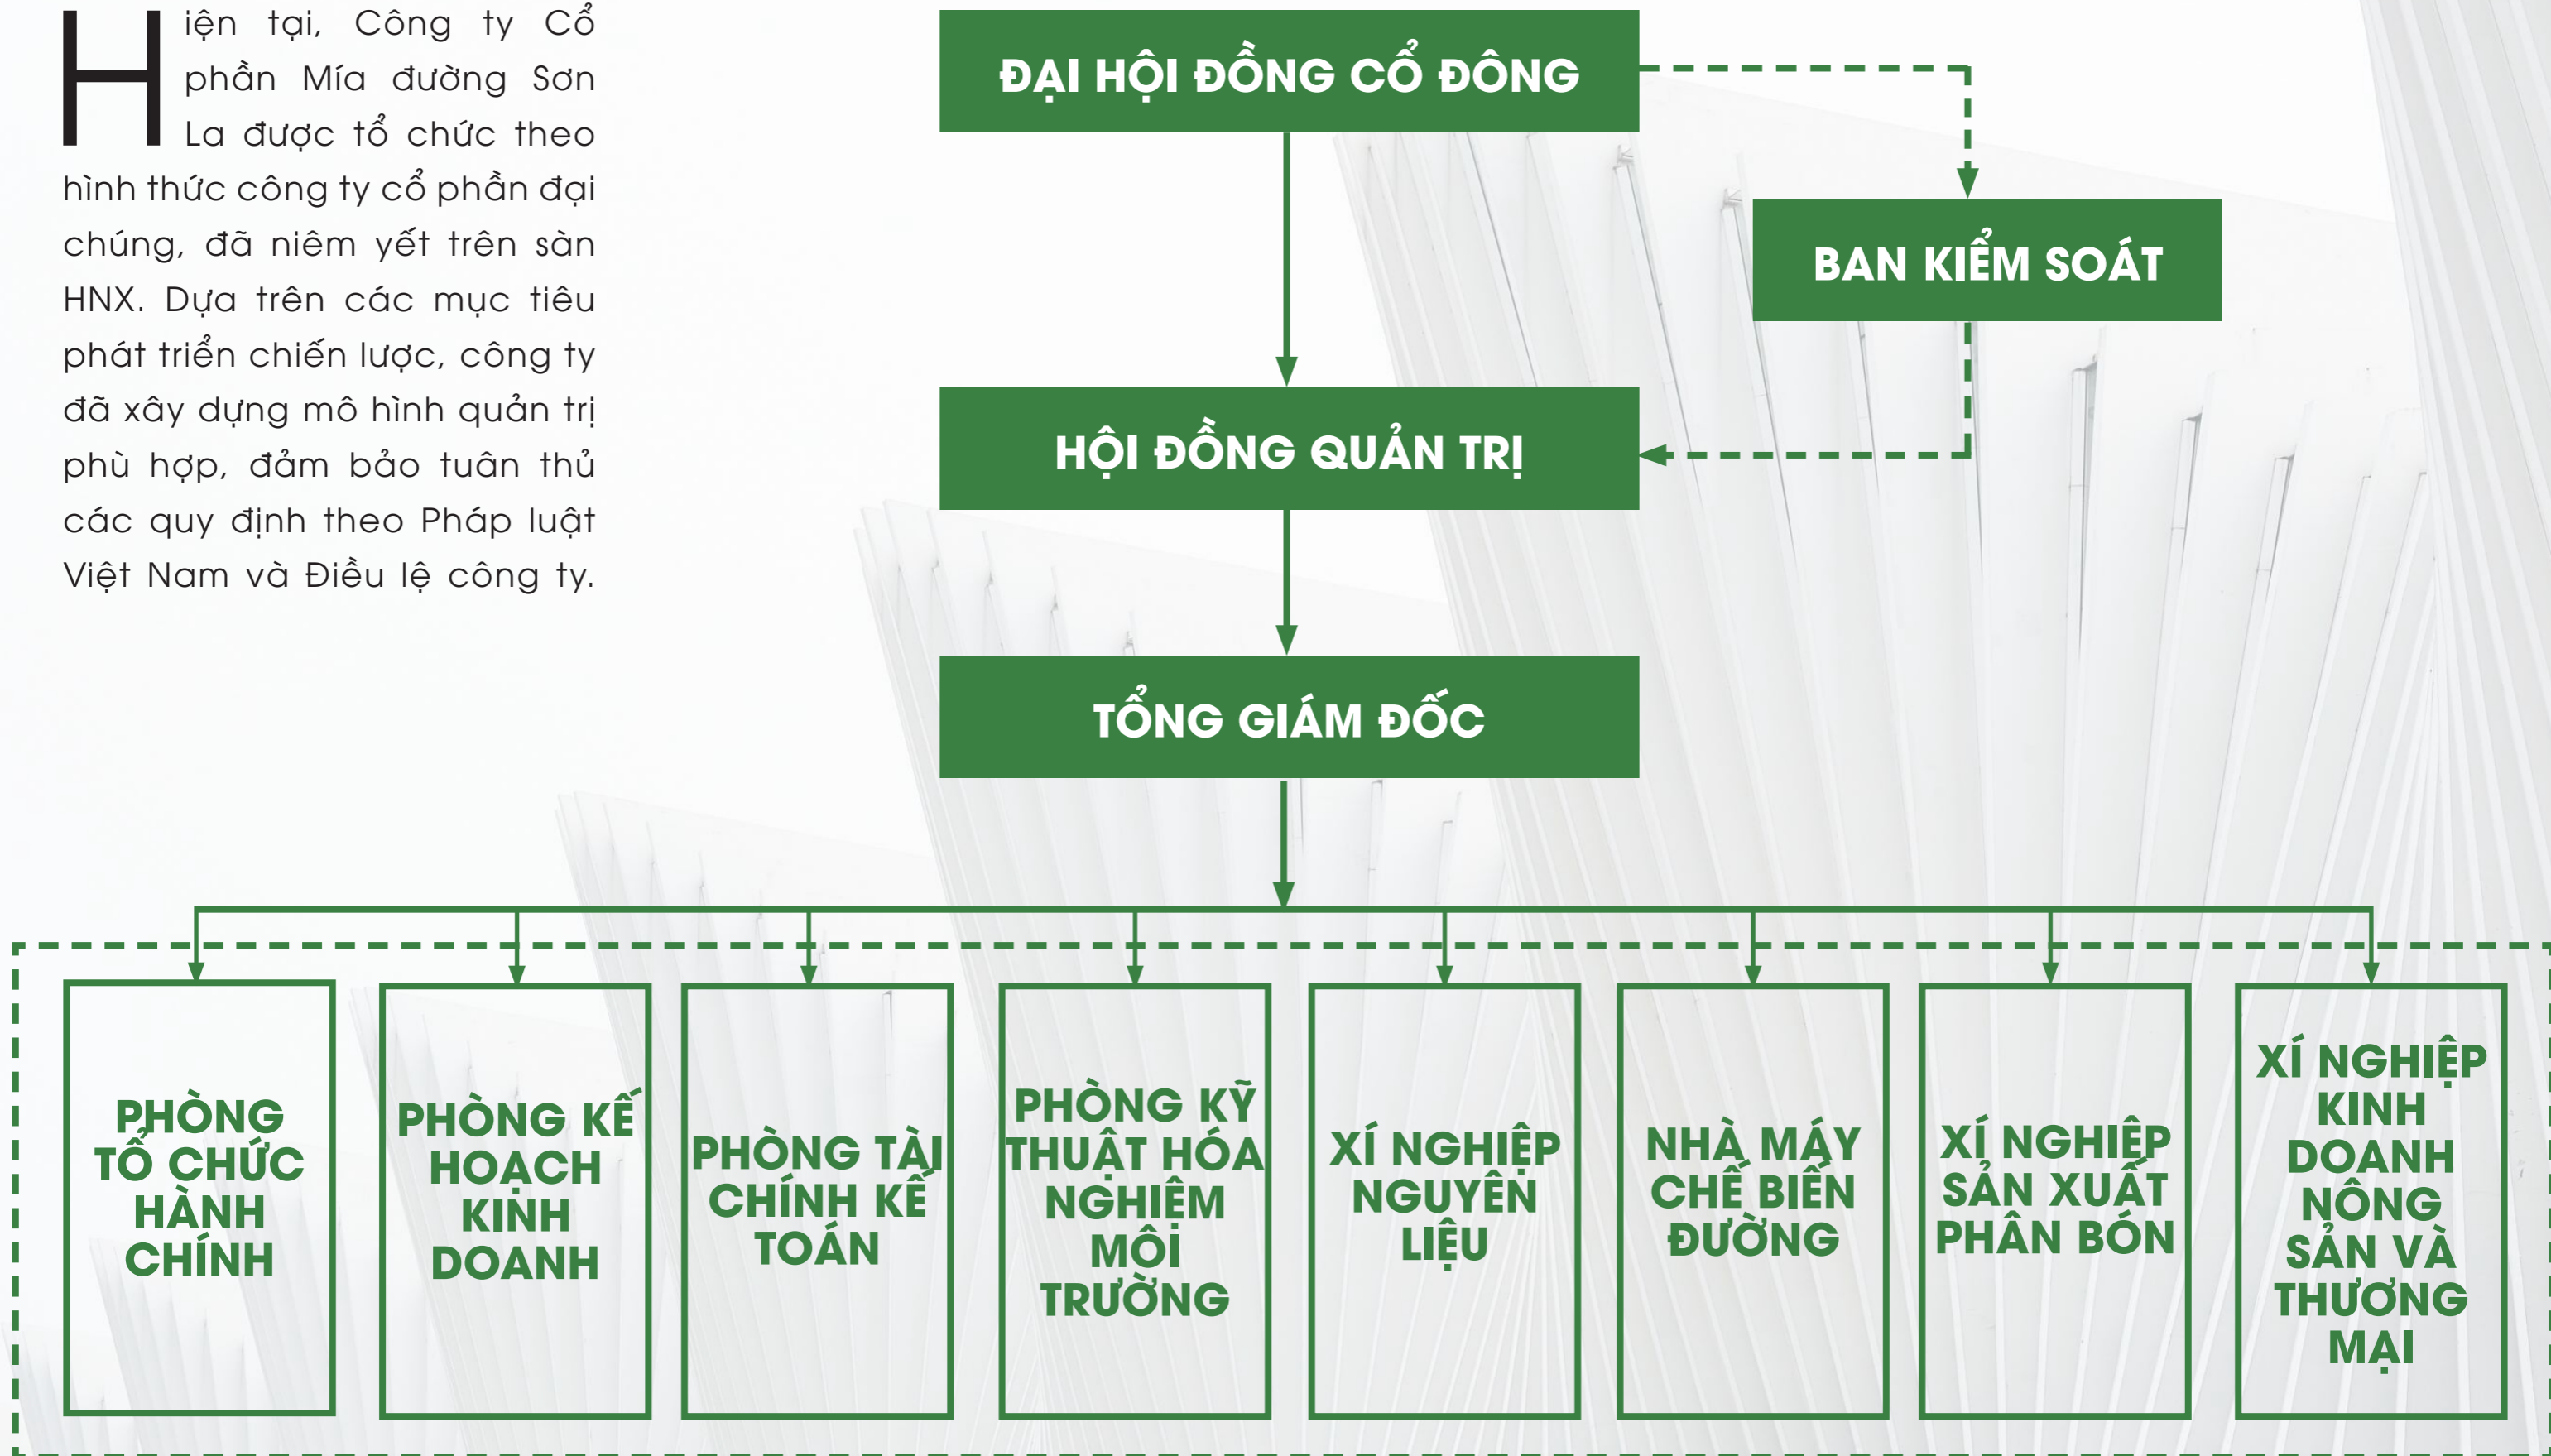 Hiện tại, Công ty Cổ
phần Mía đường Sơn
La được tổ chức theo
hình thức công ty cổ phần đại
chúng, đã niêm yết trên sàn
HNX. Dựa trên các mục tiêu
phát triển chiến lược, công ty
đã xây dựng mô hình quản trị
phù hợp, đảm bảo tuân thủ
các quy định theo Pháp luật
Việt Nam và Điều lệ công ty.
ĐẠI HỘI ĐỒNG CỔ ĐÔNG
BAN KIỂM SOÁT
HỘI ĐỒNG QUẢN TRỊ
TỔNG GIÁM ĐỐC
PHÒNG
TỔ CHỨC
HÀNH
CHÍNH
PHÒNG KẾ
HOẠCH
KINH
DOANH
PHÒNG TÀI
CHÍNH KẾ
TOÁN
PHÒNG KỸ
THUẬT HÓA
NGHIỆM
MÔI
TRƯỜNG
XÍ NGHIỆP
NGUYÊN
LIỆU
NHÀ MÁY
CHẾ BIẾN
ĐƯỜNG
XÍ NGHIỆP
SẢN XUẤT
PHÂN BÓN
XÍ NGHIỆP
KINH
DOANH
NÔNG
SẢN VÀ
THƯƠNG
MẠI